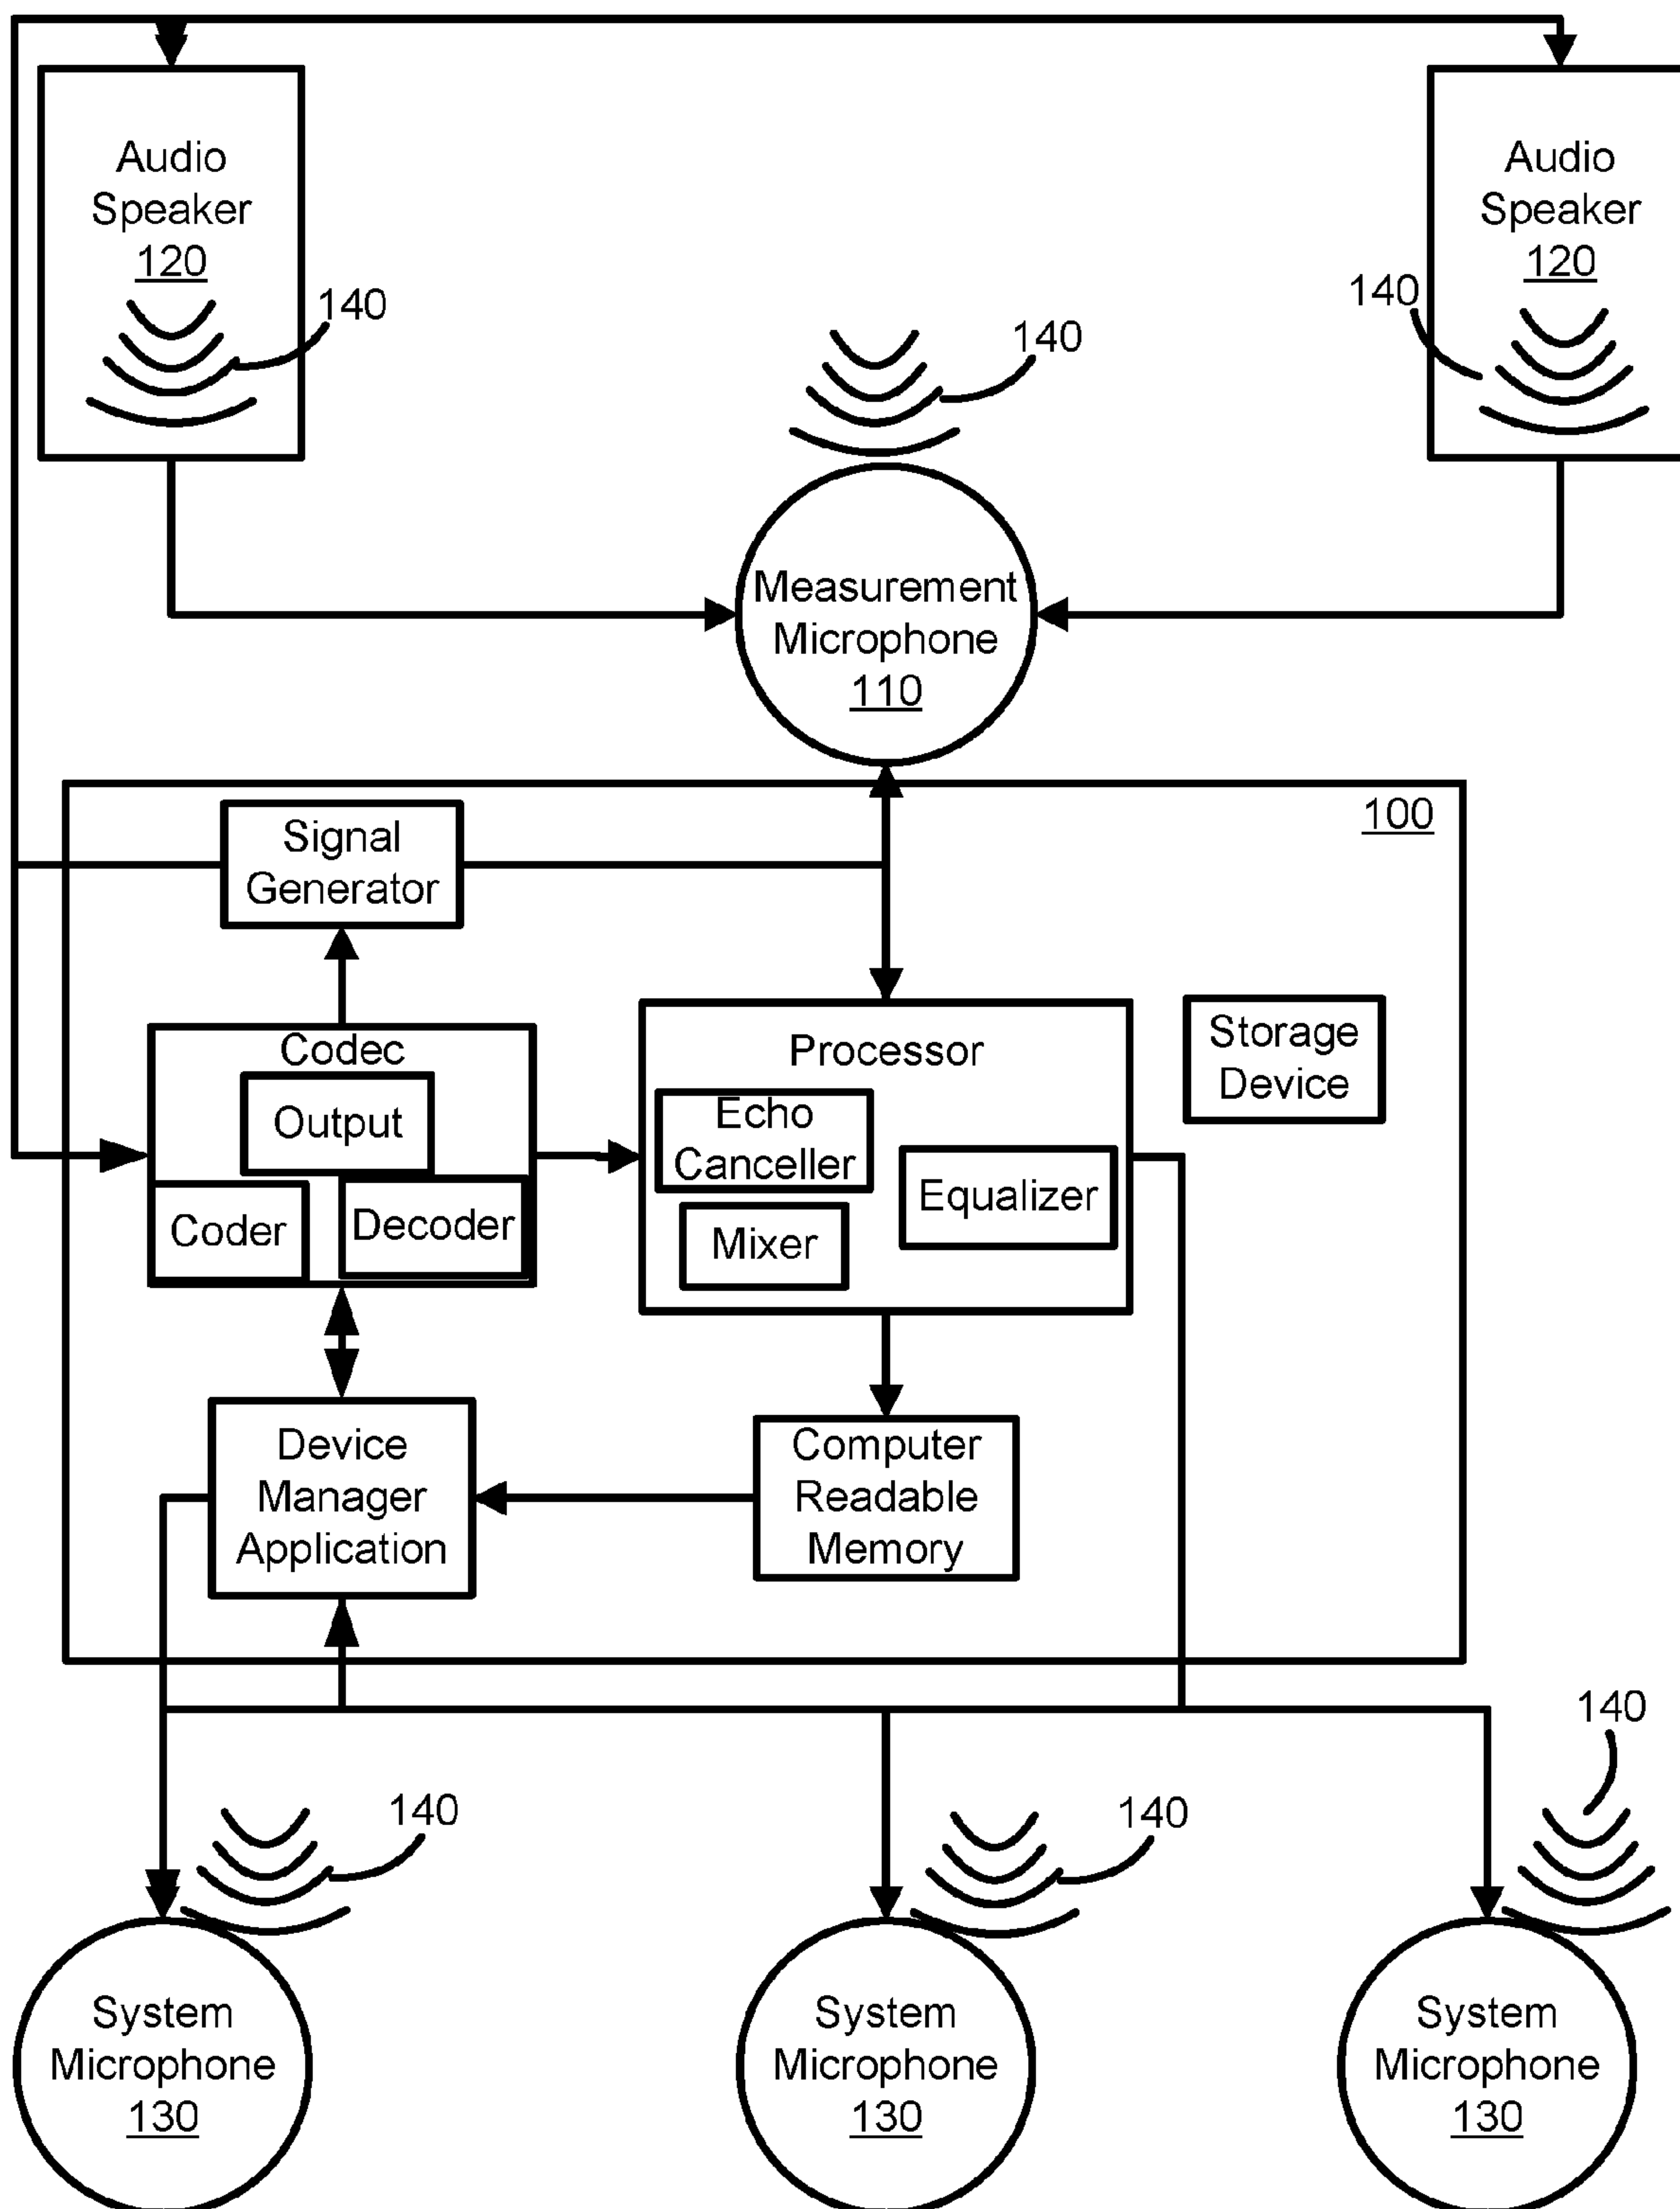 Audio
Speaker
120
140
Audio
Speaker
120
140
140
Measurement
Microphone
110
100
Signal
Generator
Codec
Output
Coder
Decoder
Processor
Echo
Canceller
Mixer
Equalizer
Storage
Device
Device
Manager
Application
Computer
Readable
Memory
140
140
140
System
Microphone
130
System
Microphone
130
System
Microphone
130